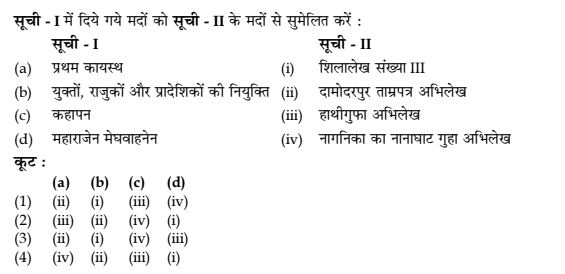 सूची - I में दिये गये मदों को सूची - II के मदों से सुमेलित करें :
सूची - I सूची - II
(a) प्रथम कायस्थ (i) शिलालेख संख्या III
(b) युक्तों, राजुकों और प्रादेशिकों की नियुक्ति (ii) दामोदरपुर ताम्रपत्र अभिलेख
(c) कहापन (iii) हाथीगुफा अभिलेख
(d) महाराजेन मेघवाहनेन (iv) नागनिका का नानाघाट गुहा अभिलेख
कूट :
(a) (b) (c) (d)
(1) (ii) (i) (iii) (iv)
(2) (iii) (ii) (iv) (i)
(3) (ii) (i) (iv) (iii)
(4) (iv) (ii) (iii) (i)